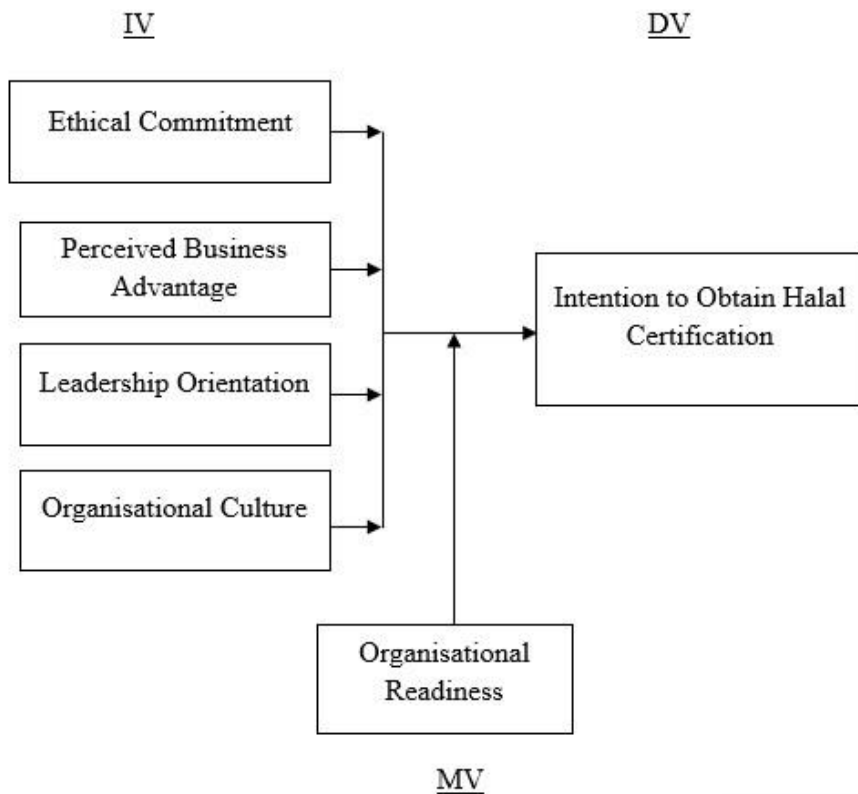 IV
DV
Ethical Commitment
Perceived Business
Advantage
Leadership Orientation
Organisational Culture
Intention to Obtain Halal
Certification
Organisational
Readiness
MV